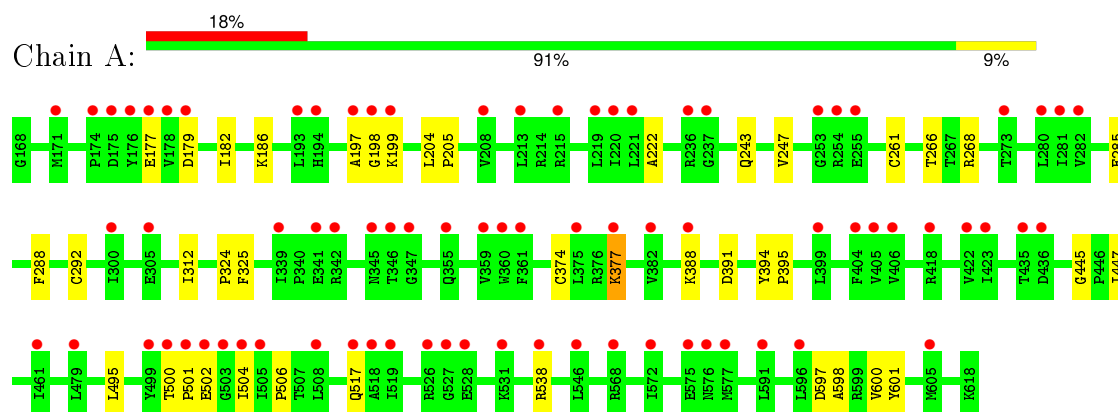 18%
Chain A:
91% 9%
G168 M171 P174 D175 Y176 E177 V178 D179 I182 K186 L193 H194 A197 G198 K199 L204 P205 V208 L213 R214 R215 L219 I220 L221 A222 R236 G237 Q243 V247 G253 R254 E255 C261 T266 T267 R268 T273 L280 I281 V282
F288 C292 I300 E305 I312 P324 F325 I339 P340 E341 R342 N345 T346 G347 Q355 V359 W360 F361 C374 L375 R376 K377 V382 K388 D391 Y394 P395 L399 F404 V405 V406 R418 V422 I423 T435 D436 G445 P446
I461 L479 L495 Y499 T500 P501 E502 G503 I504 I505 P506 T507 L508 Q517 A518 I519 R526 G527 E528 K531 R538 L546 R568 I572 E575 N576 M577 L591 L596 D597 A598 R599 V600 Y601 M605 K618